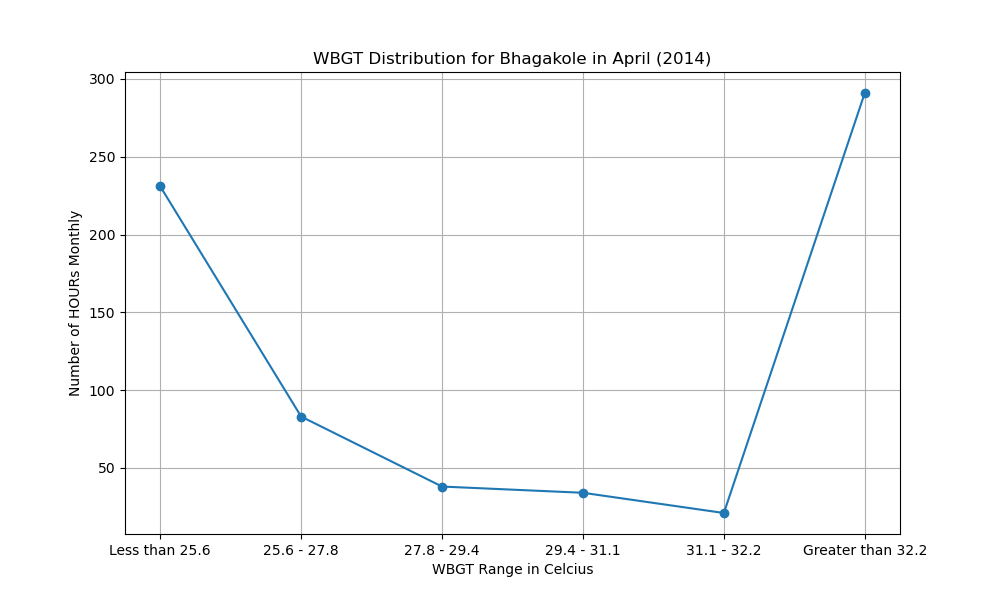 WBGT Distribution for Bhagakole in April (2014)
300
250
200
150
100
50
Number of HOURs Monthly
Less than 25.6
25.6 - 27.8
27.8 - 29.4
29.4 - 31.1
31.1 - 32.2
Greater than 32.2
WBGT Range in Celcius